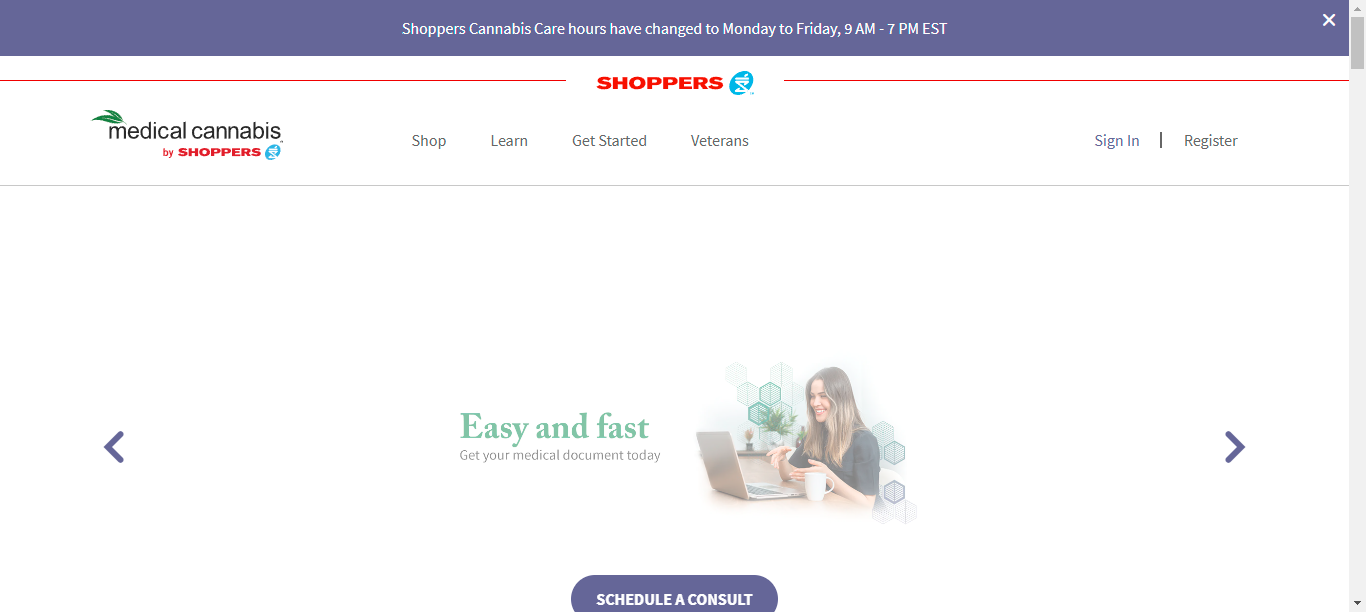 Shoppers Cannabis Care hours have changed to Monday to Friday, 9 AM - 7 PM EST
SHOPPERS
medical cannabis
by SHOPPERS
Shop
Learn
Get Started
Veterans
Sign In
Register
Easy and fast
Get your medical document today
SCHEDULE A CONSULT